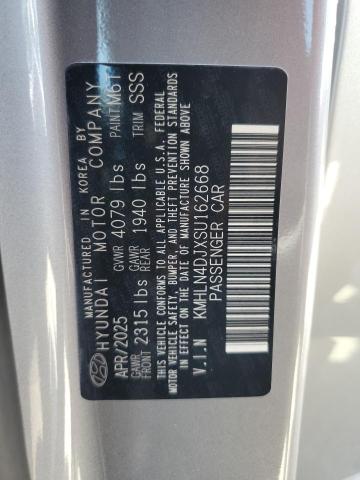 MANUFACTURED IN KOREA BY
HYUNDAI MOTOR COMPANY
APR/2025 GVWR 4079 lbs PAINT M6T
GAWR FRONT 2315 lbs GAWR REAR 1940 lbs TRIM SSS
THIS VEHICLE CONFORMS TO ALL APPLICABLE U.S.A. FEDERAL
MOTOR VEHICLE SAFETY, BUMPER, AND THEFT PREVENTION STANDARDS
IN EFFECT ON THE DATE OF MANUFACTURE SHOWN ABOVE.
V.I.N KMHLN4DJXSU162668
PASSENGER CAR